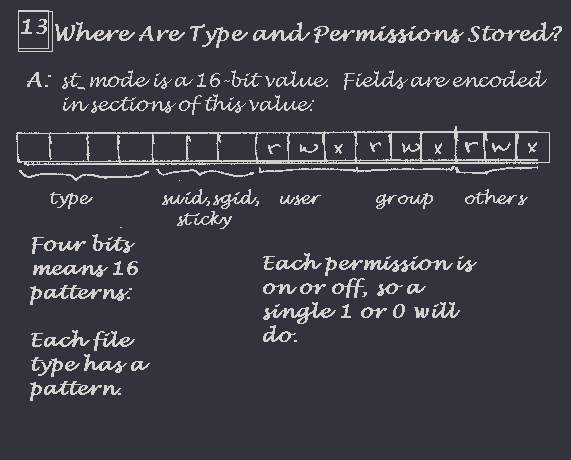 13 Where Are Type and Permissions Stored?
A: st_mode is a 16-bit value. Fields are encoded
in sections of this value:
r w x r w x r w x
type suid, sgid, user group others
sticky
Four bits
means 16
patterns:
Each file
type has a
pattern.
Each permission is
on or off, so a
single 1 or 0 will
do.